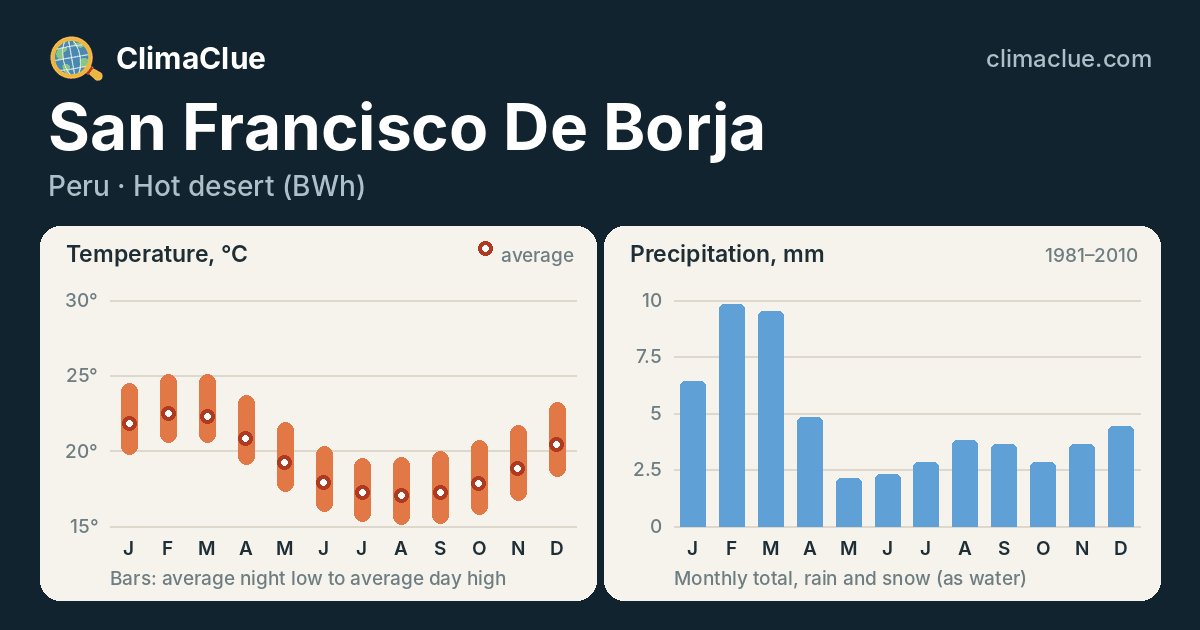 ClimaClue
climaclue.com
San Francisco De Borja
Peru · Hot desert (BWh)
Temperature, °C
average
30°
25°
20°
15°
J F M A M J J A S O N D
Bars: average night low to average day high
Precipitation, mm
1981–2010
10
7.5
5
2.5
0
J F M A M J J A S O N D
Monthly total, rain and snow (as water)